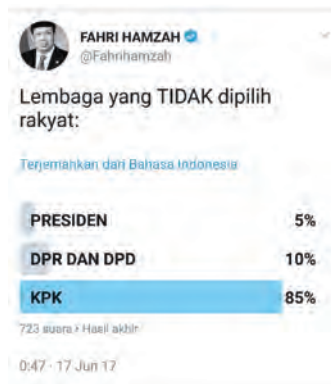 FAHRI HAMZAH
@Fahrihamzah
Lembaga yang TIDAK dipilih
rakyat:
Terjemahkan dari Bahasa Indonesia
PRESIDEN 5%
DPR DAN DPD 10%
KPK 85%
723 suara • Hasil akhir
0:47 · 17 Jun 17